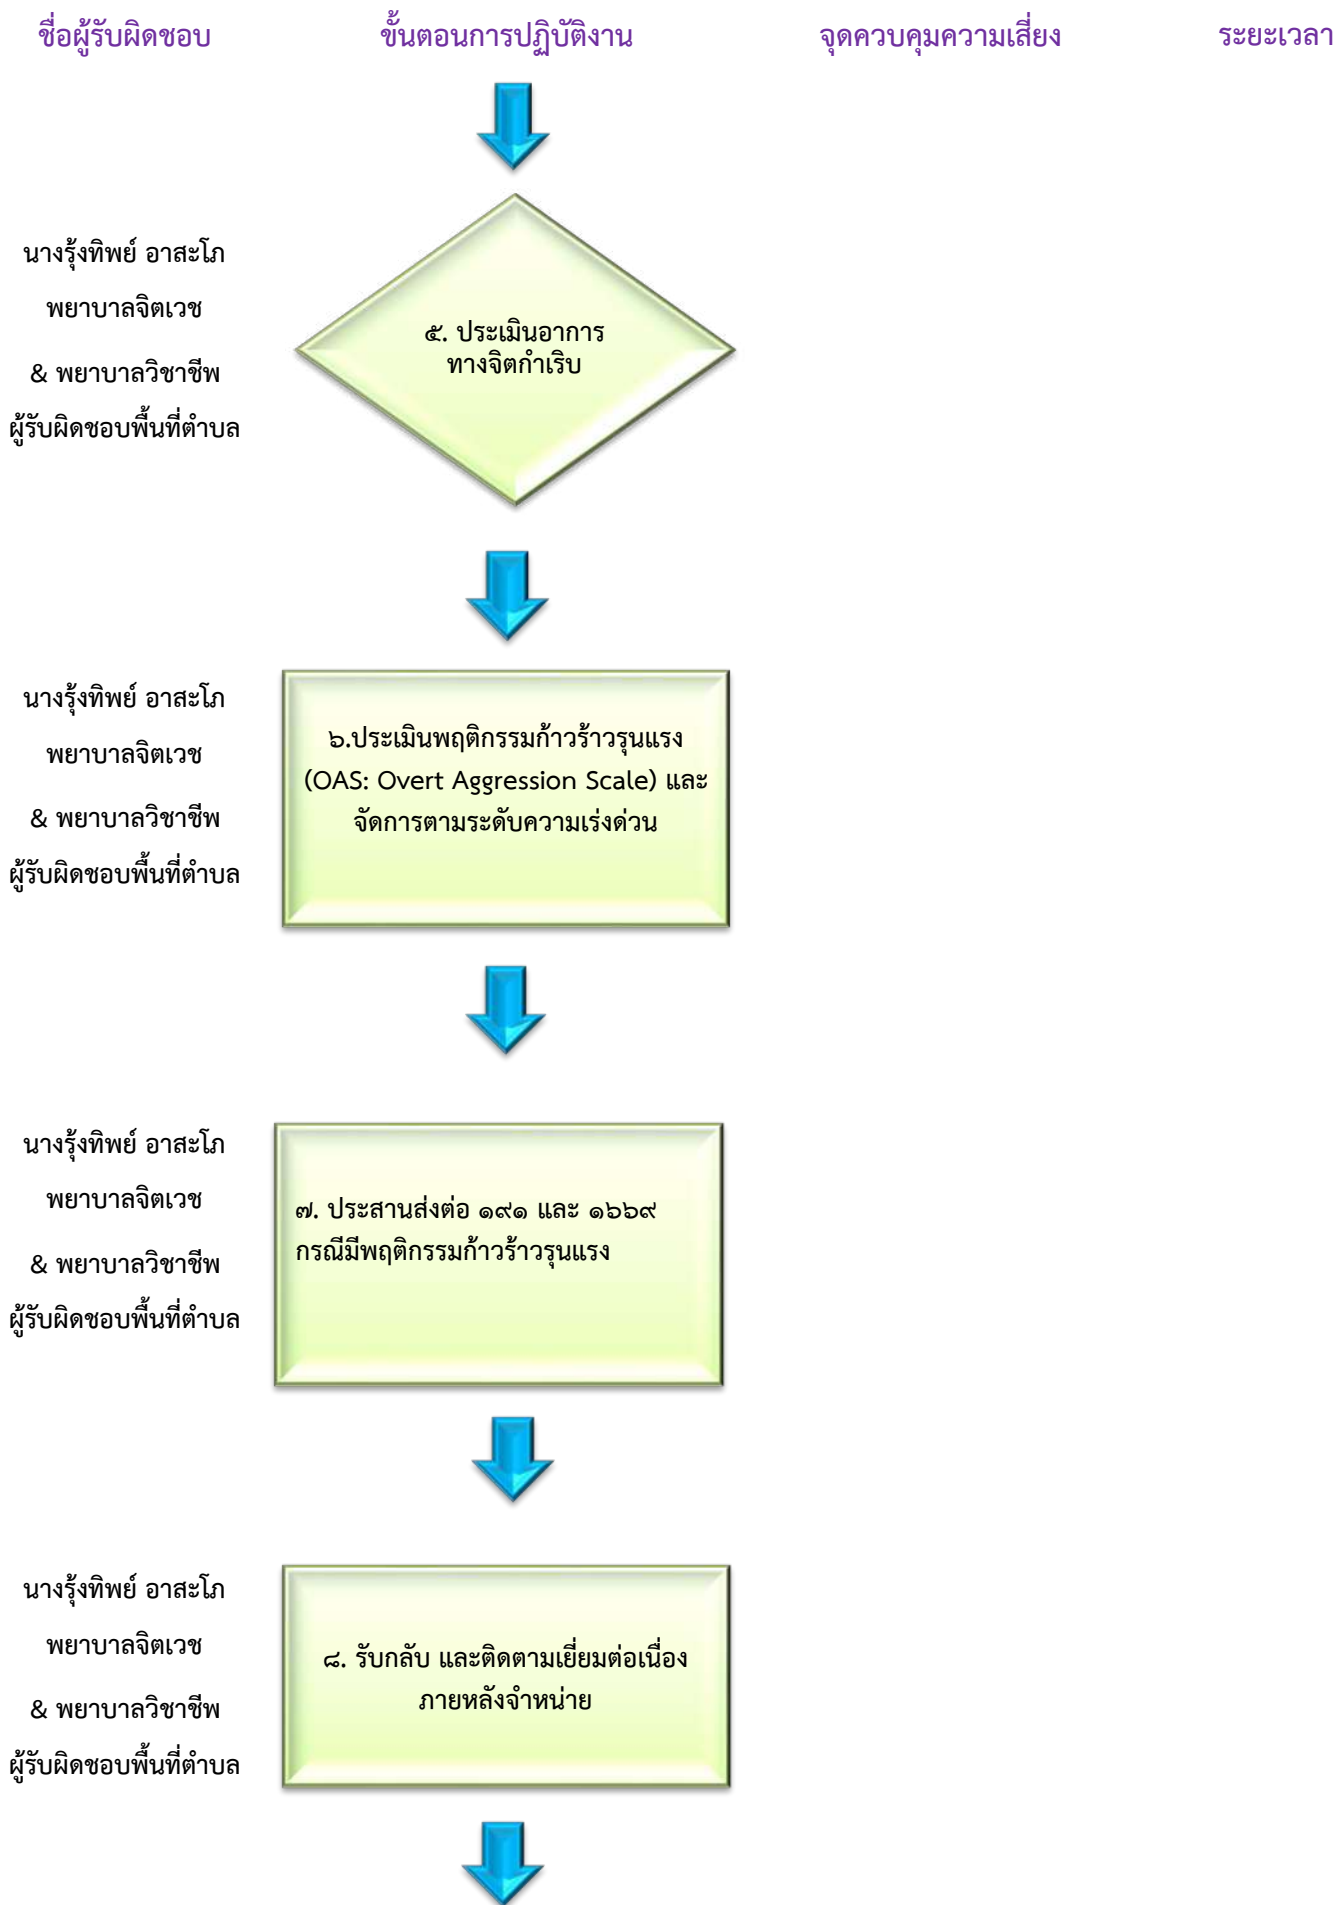 ชื่อผู้รับผิดชอบ ขั้นตอนการปฏิบัติงาน จุดควบคุมความเสี่ยง ระยะเวลา
นางรุ้งทิพย์ อาสะโภ
พยาบาลจิตเวช
& พยาบาลวิชาชีพ
ผู้รับผิดชอบพื้นที่ตำบล
๕. ประเมินอาการ
ทางจิตกำเริบ
นางรุ้งทิพย์ อาสะโภ
พยาบาลจิตเวช
& พยาบาลวิชาชีพ
ผู้รับผิดชอบพื้นที่ตำบล
๖.ประเมินพฤติกรรมก้าวร้าวรุนแรง
(OAS: Overt Aggression Scale) และ
จัดการตามระดับความเร่งด่วน
นางรุ้งทิพย์ อาสะโภ
พยาบาลจิตเวช
& พยาบาลวิชาชีพ
ผู้รับผิดชอบพื้นที่ตำบล
๗. ประสานส่งต่อ ๑๙๑ และ ๑๖๖๙
กรณีมีพฤติกรรมก้าวร้าวรุนแรง
นางรุ้งทิพย์ อาสะโภ
พยาบาลจิตเวช
& พยาบาลวิชาชีพ
ผู้รับผิดชอบพื้นที่ตำบล
๘. รับกลับ และติดตามเยี่ยมต่อเนื่อง
ภายหลังจำหน่าย